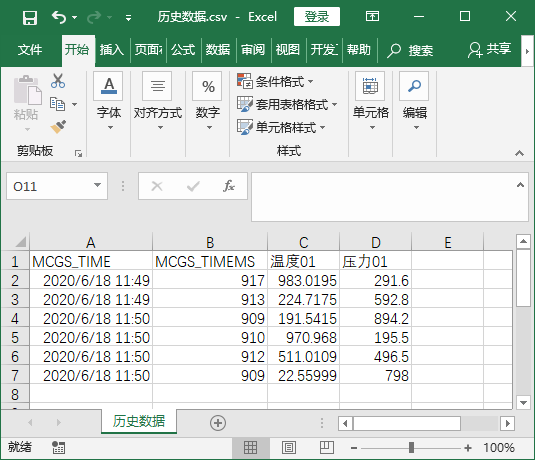 历史数据.csv - Excel 登录
文件 开始 插入 页面布 公式 数据 审阅 视图 开发 帮助 搜索 共享
粘贴
剪贴板
A
字体
对齐方式
%
数字
条件格式
套用表格格式
单元格样式
样式
单元格
编辑
O11 fx
A B C D E
1 MCGS_TIME MCGS_TIMEMS 温度01 压力01
2 2020/6/18 11:49 917 983.0195 291.6
3 2020/6/18 11:49 913 224.7175 592.8
4 2020/6/18 11:50 909 191.5415 894.2
5 2020/6/18 11:50 910 970.968 195.5
6 2020/6/18 11:50 912 511.0109 496.5
7 2020/6/18 11:50 909 22.55999 798
8
历史数据
就绪 100%